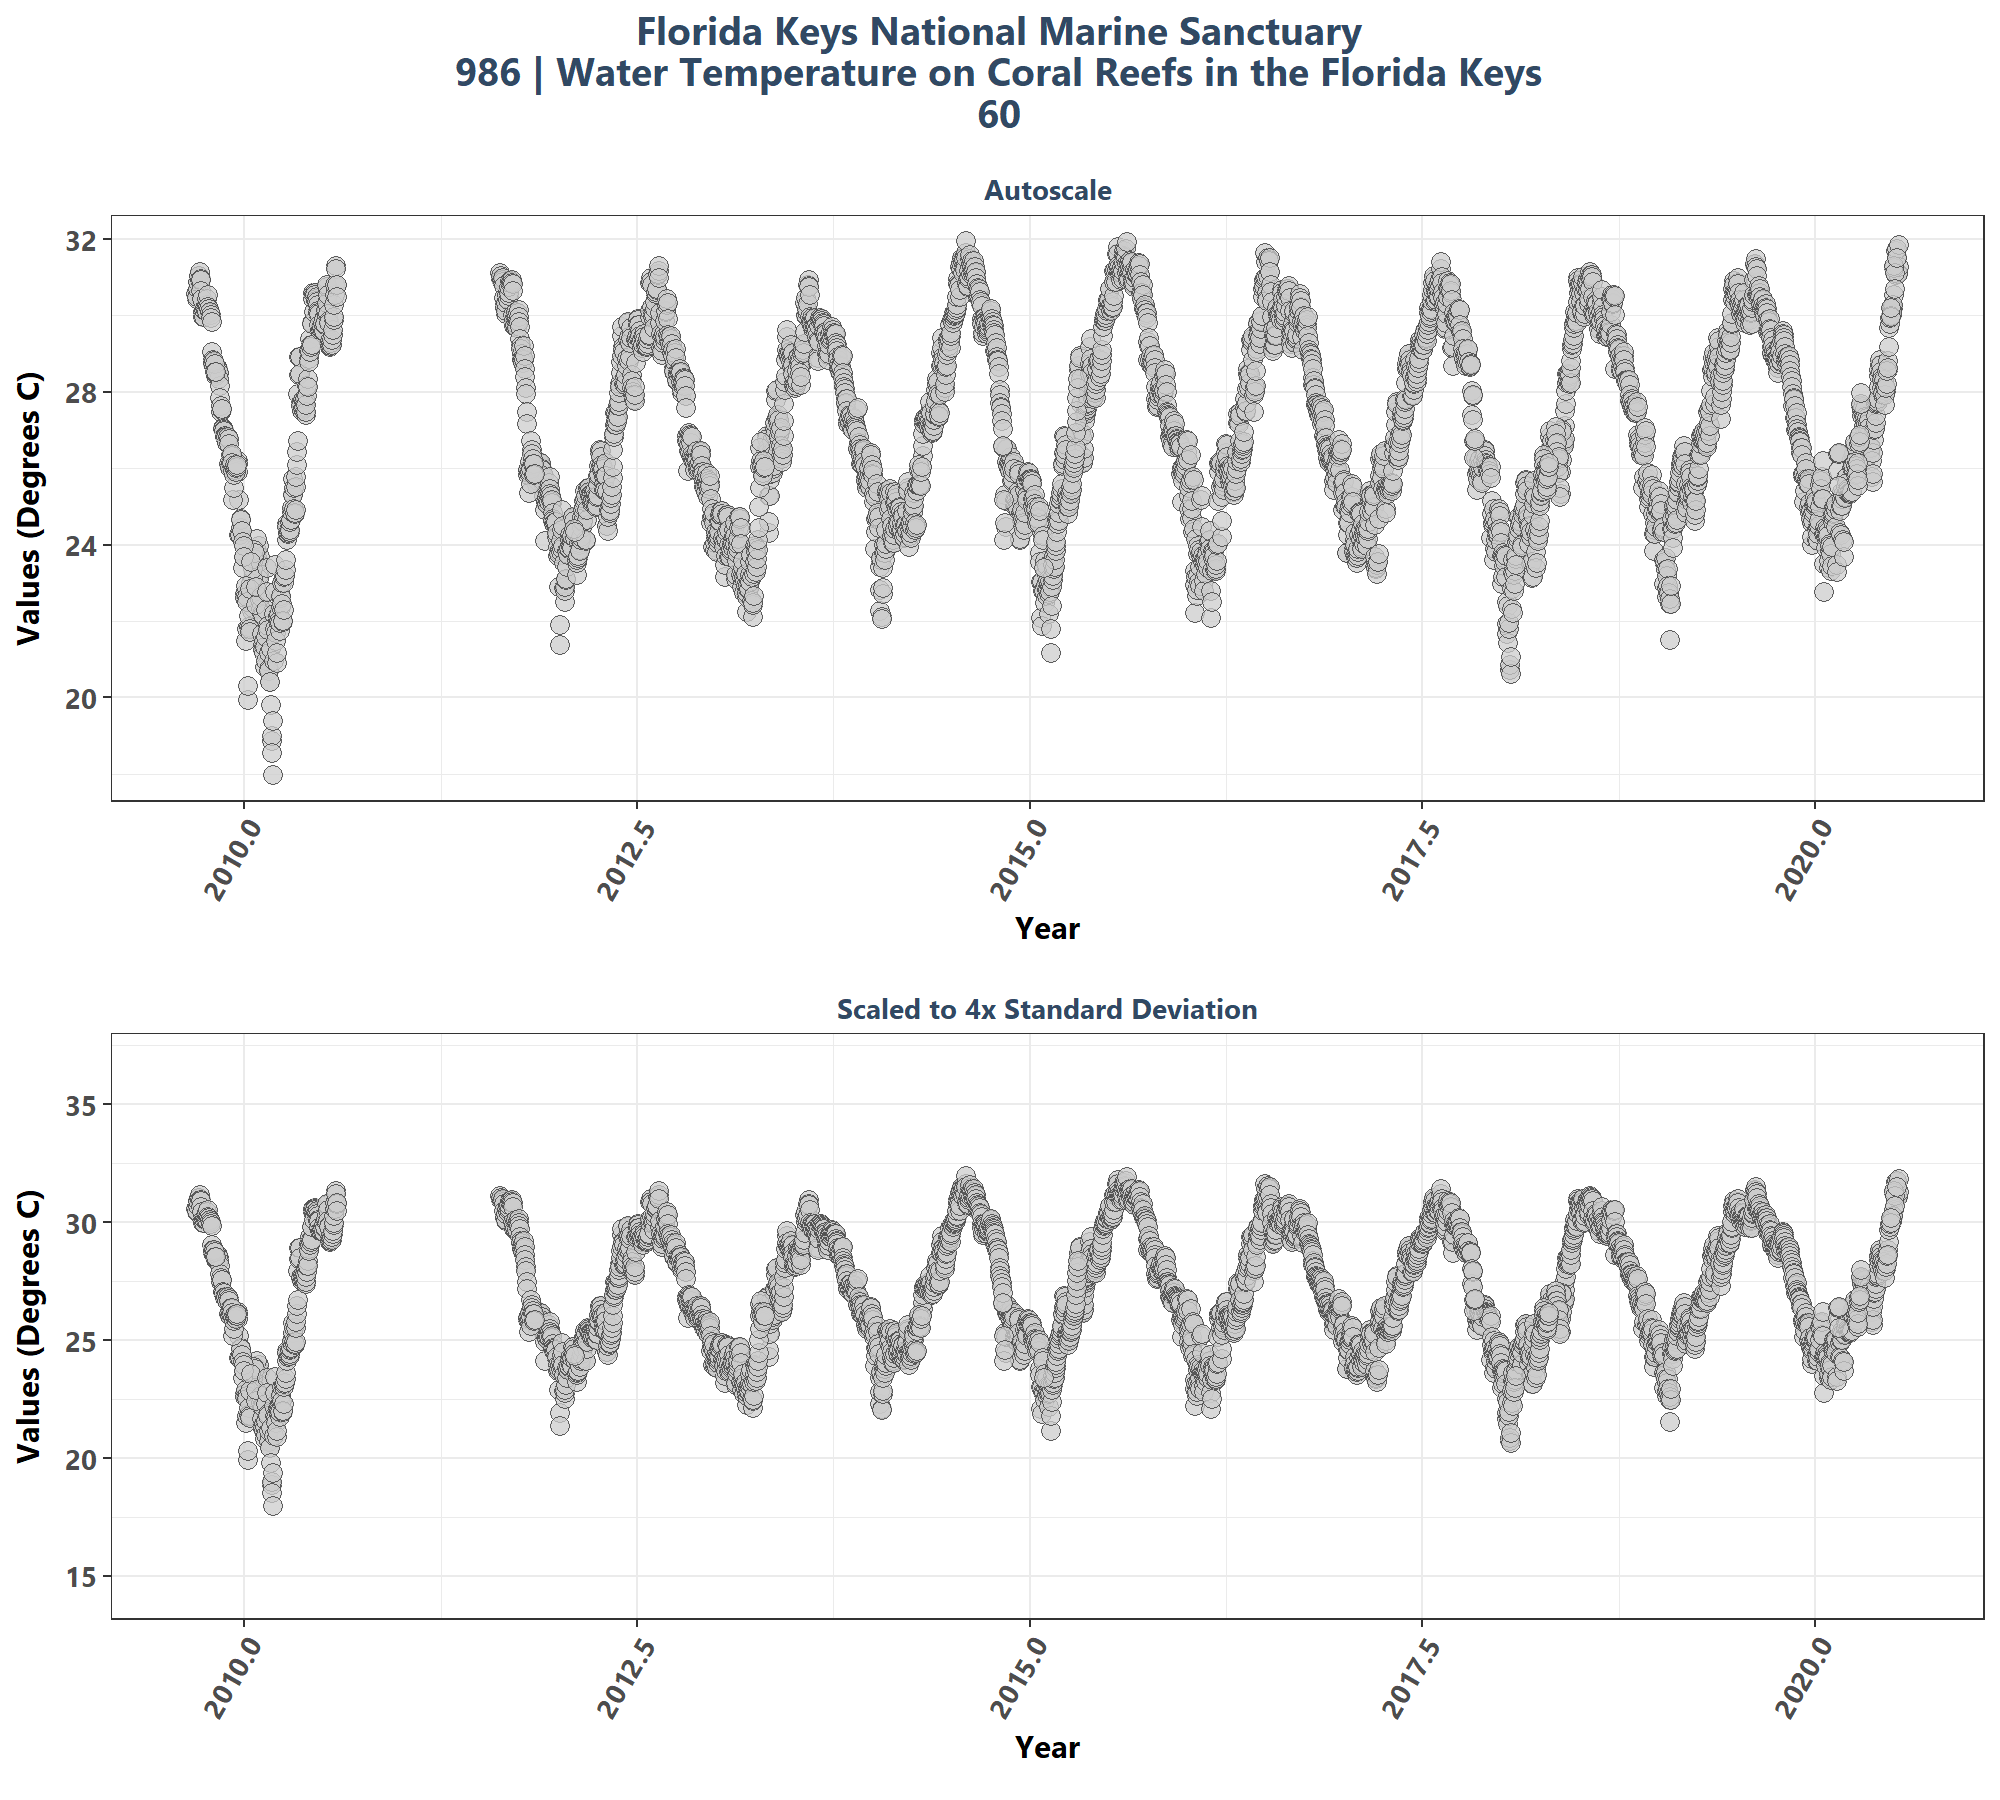 Florida Keys National Marine Sanctuary
986 | Water Temperature on Coral Reefs in the Florida Keys
60
Autoscale
Values (Degrees C)
32
28
24
20
2010.0
2012.5
2015.0
2017.5
2020.0
Year
Scaled to 4x Standard Deviation
Values (Degrees C)
35
30
25
20
15
2010.0
2012.5
2015.0
2017.5
2020.0
Year